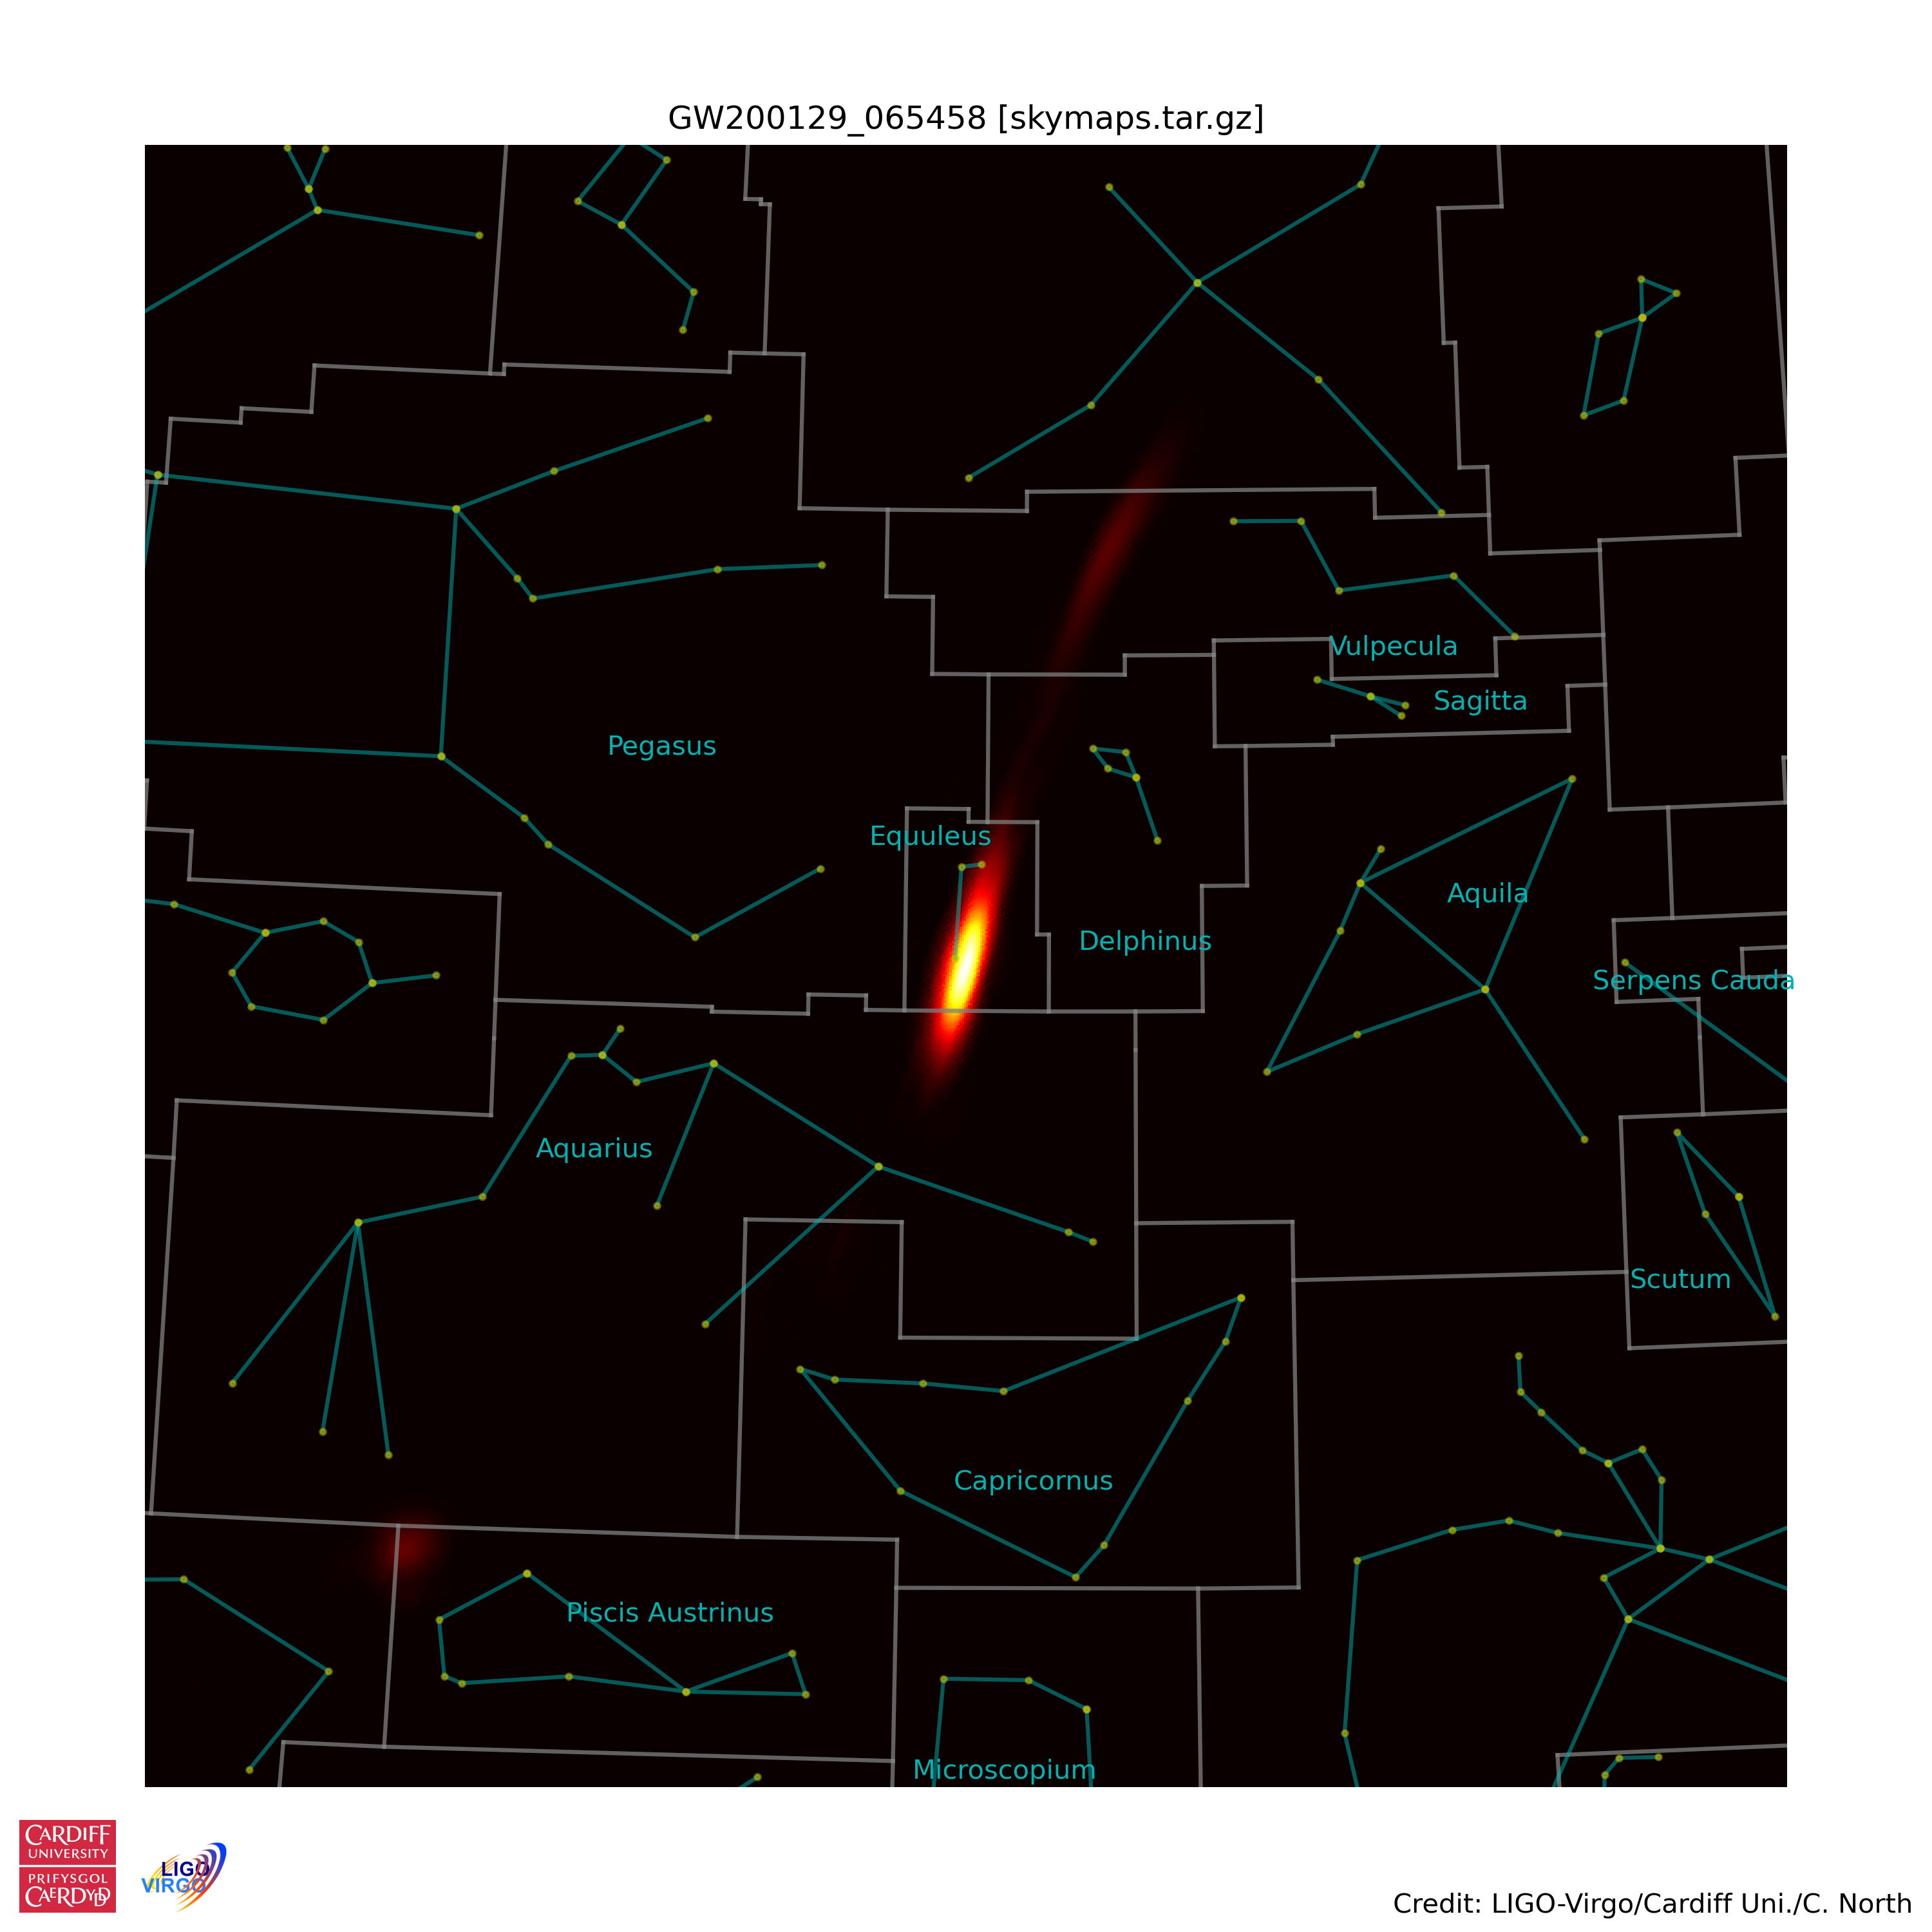 GW200129_065458 [skymaps.tar.gz]
Vulpecula
Sagitta
Pegasus
Equuleus
Aquila
Delphinus
Serpens Cauda
Aquarius
Scutum
Capricornus
Piscis Austrinus
Microscopium
CARDIFF
UNIVERSITY
PRIFYSGOL
CAERDYDD
LIGO
VIRGO
Credit: LIGO-Virgo/Cardiff Uni./C. North